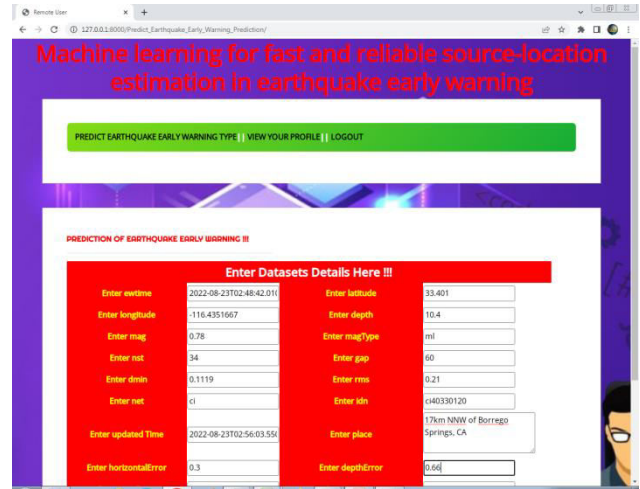 Remote User
127.0.0.1:8000/Predict_Earthquake_Early_Warning_Prediction/
Machine learning for fast and reliable source-location
estimation in earthquake early warning
PREDICT EARTHQUAKE EARLY WARNING TYPE || VIEW YOUR PROFILE || LOGOUT
PREDICTION OF EARTHQUAKE EARLY WARNING !!!
Enter Datasets Details Here !!!
Enter ewtime 2022-08-23T02:48:42.010 Enter latitude 33.401
Enter longitude -116.4351667 Enter depth 10.4
Enter mag 0.78 Enter magType ml
Enter nst 34 Enter gap 60
Enter dmin 0.1119 Enter rms 0.21
Enter net ci Enter idn ci40330120
Enter updated Time 2022-08-23T02:56:03.550 Enter place 17km NNW of Borrego
Springs, CA
Enter horizontalError 0.3 Enter depthError 0.66